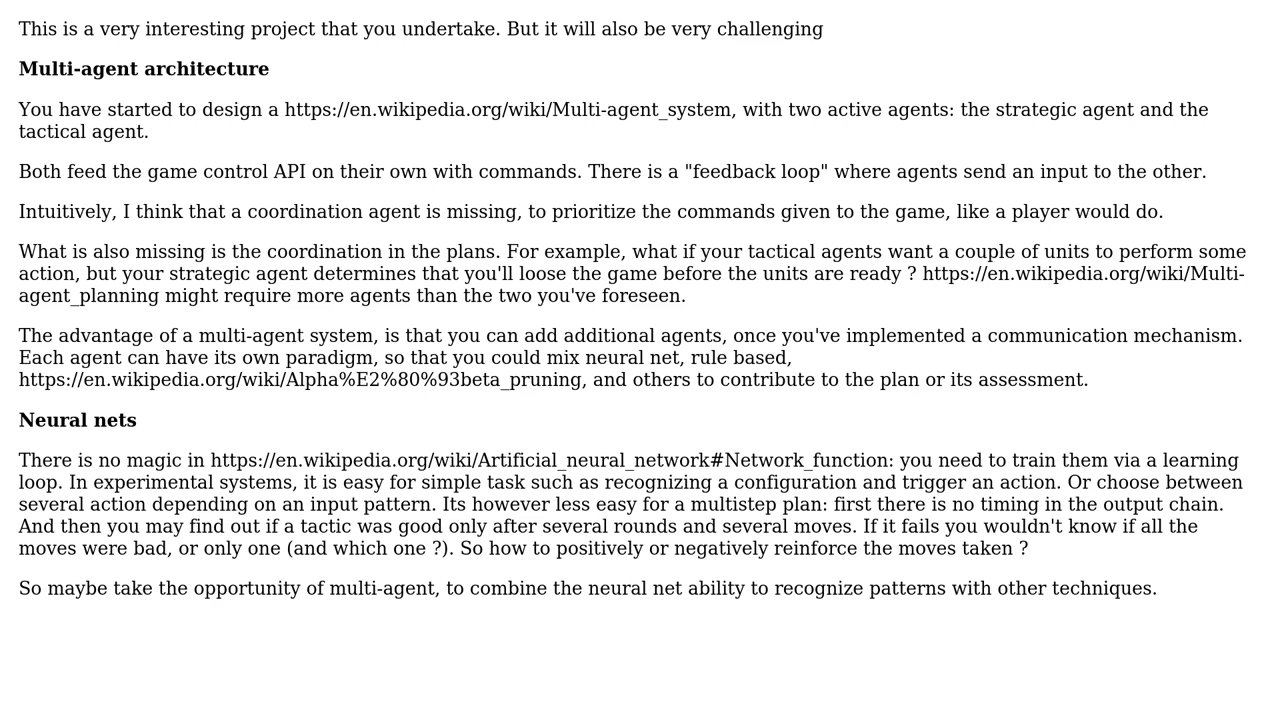 This is a very interesting project that you undertake. But it will also be very challenging
Multi-agent architecture
You have started to design a https://en.wikipedia.org/wiki/Multi-agent_system, with two active agents: the strategic agent and the
tactical agent.
Both feed the game control API on their own with commands. There is a "feedback loop" where agents send an input to the other.
Intuitively, I think that a coordination agent is missing, to prioritize the commands given to the game, like a player would do.
What is also missing is the coordination in the plans. For example, what if your tactical agents want a couple of units to perform some
action, but your strategic agent determines that you'll loose the game before the units are ready ? https://en.wikipedia.org/wiki/Multi-
agent_planning might require more agents than the two you've foreseen.
The advantage of a multi-agent system, is that you can add additional agents, once you've implemented a communication mechanism.
Each agent can have its own paradigm, so that you could mix neural net, rule based,
https://en.wikipedia.org/wiki/Alpha%E2%80%93beta_pruning, and others to contribute to the plan or its assessment.
Neural nets
There is no magic in https://en.wikipedia.org/wiki/Artificial_neural_network#Network_function: you need to train them via a learning
loop. In experimental systems, it is easy for simple task such as recognizing a configuration and trigger an action. Or choose between
several action depending on an input pattern. Its however less easy for a multistep plan: first there is no timing in the output chain.
And then you may find out if a tactic was good only after several rounds and several moves. If it fails you wouldn't know if all the
moves were bad, or only one (and which one ?). So how to positively or negatively reinforce the moves taken ?
So maybe take the opportunity of multi-agent, to combine the neural net ability to recognize patterns with other techniques.